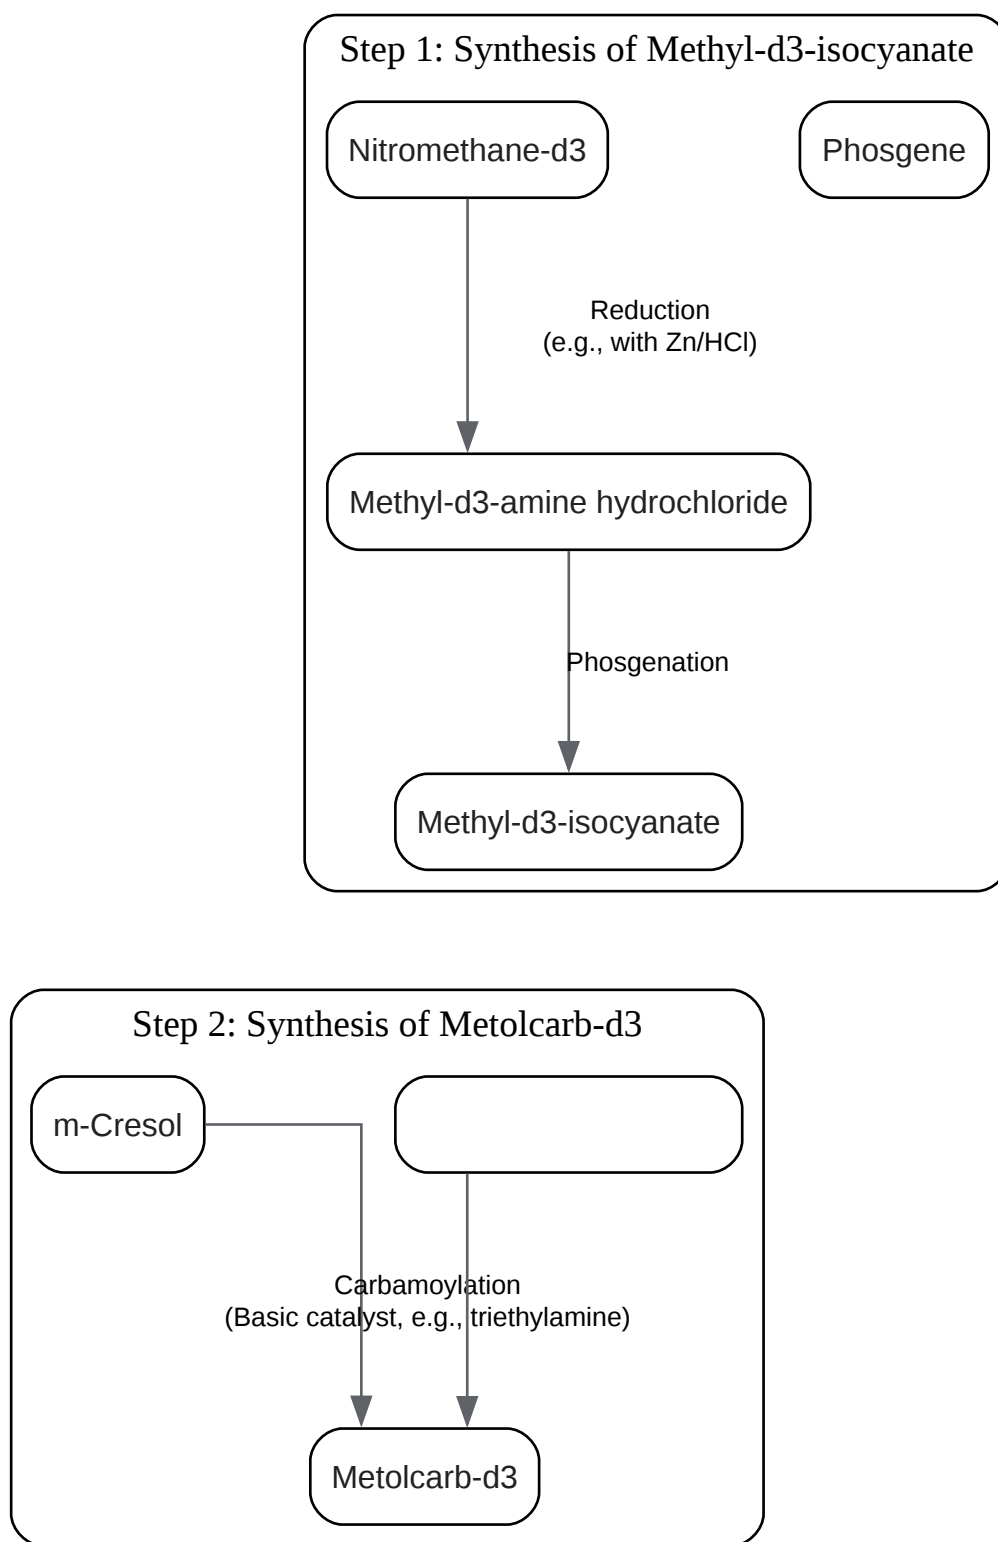 Step 1: Synthesis of Methyl-d3-isocyanate
Nitromethane-d3
Phosgene
Reduction
(e.g., with Zn/HCl)
Methyl-d3-amine hydrochloride
Phosgenation
Methyl-d3-isocyanate
Step 2: Synthesis of Metolcarb-d3
m-Cresol
Carbamoylation
(Basic catalyst, e.g., triethylamine)
Metolcarb-d3